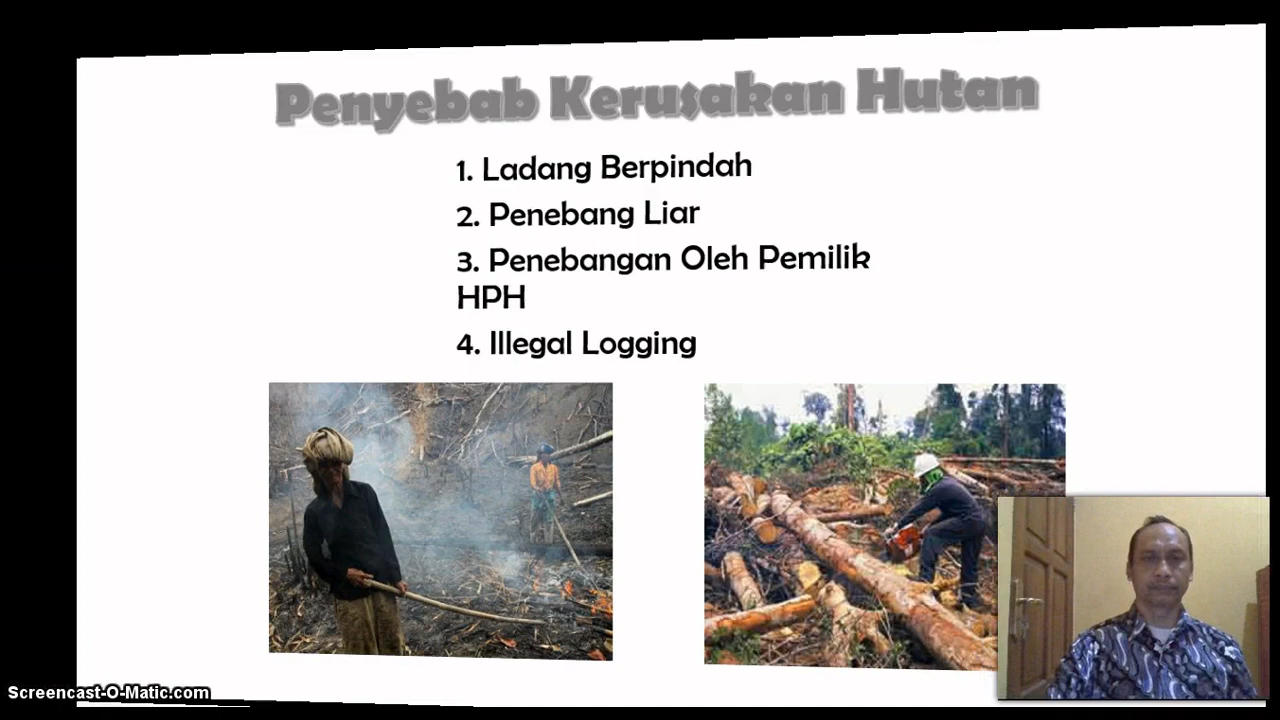 Penyebab Kerusakan Hutan
1. Ladang Berpindah
2. Penebang Liar
3. Penebangan Oleh Pemilik
HPH
4. Illegal Logging
Screencast-O-Matic.com